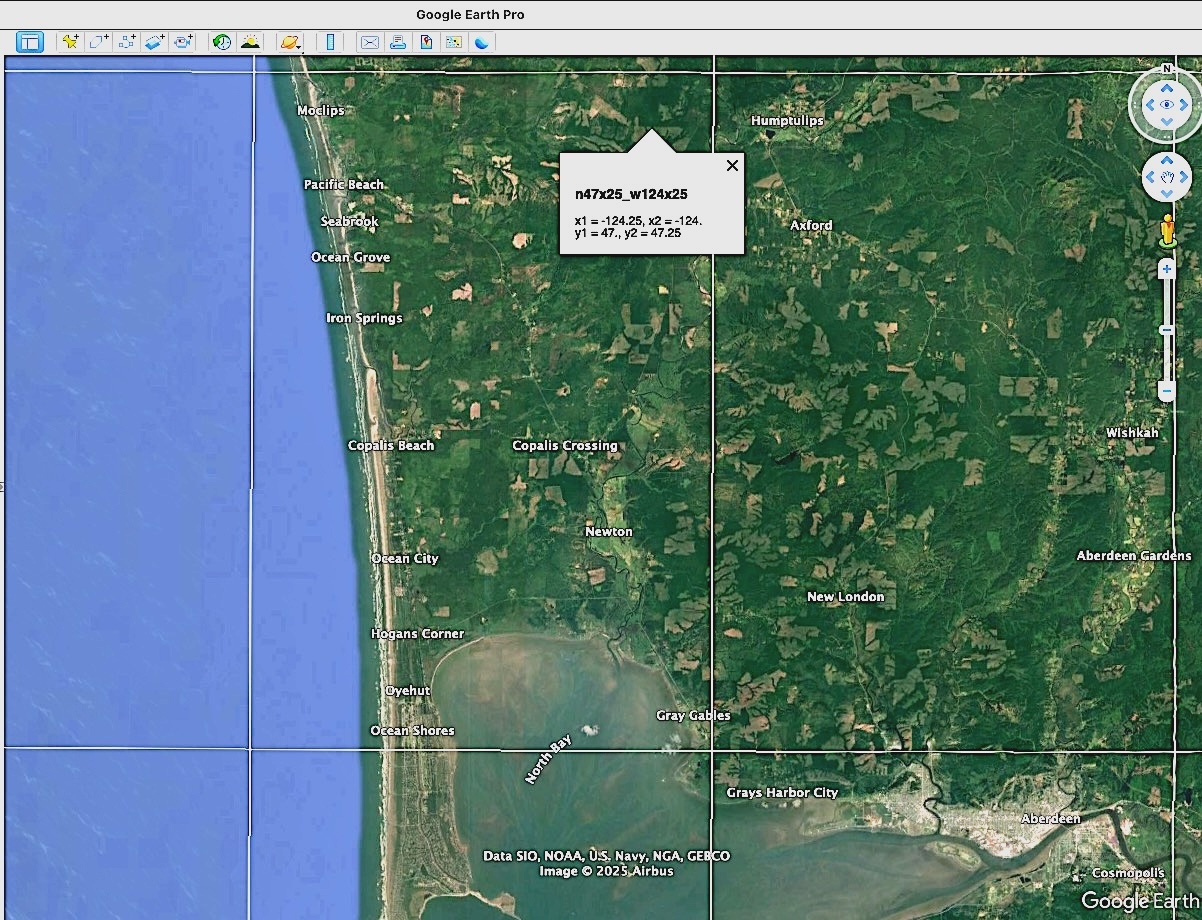 Google Earth Pro
N
Moclips
Humptulips
Pacific Beach
n47x25_w124x25
x1 = -124.25, x2 = -124.
y1 = 47., y2 = 47.25
Seabrook
Axford
Ocean Grove
Iron Springs
Wishkah
Copalis Beach
Copalis Crossing
Newton
Ocean City
Aberdeen Gardens
New London
Hogans Corner
Oyehut
Gray Gables
Ocean Shores
North Bay
Grays Harbor City
Aberdeen
Data SIO, NOAA, U.S. Navy, NGA, GEBCO
Image © 2025 Airbus
Cosmopolis
Google Earth